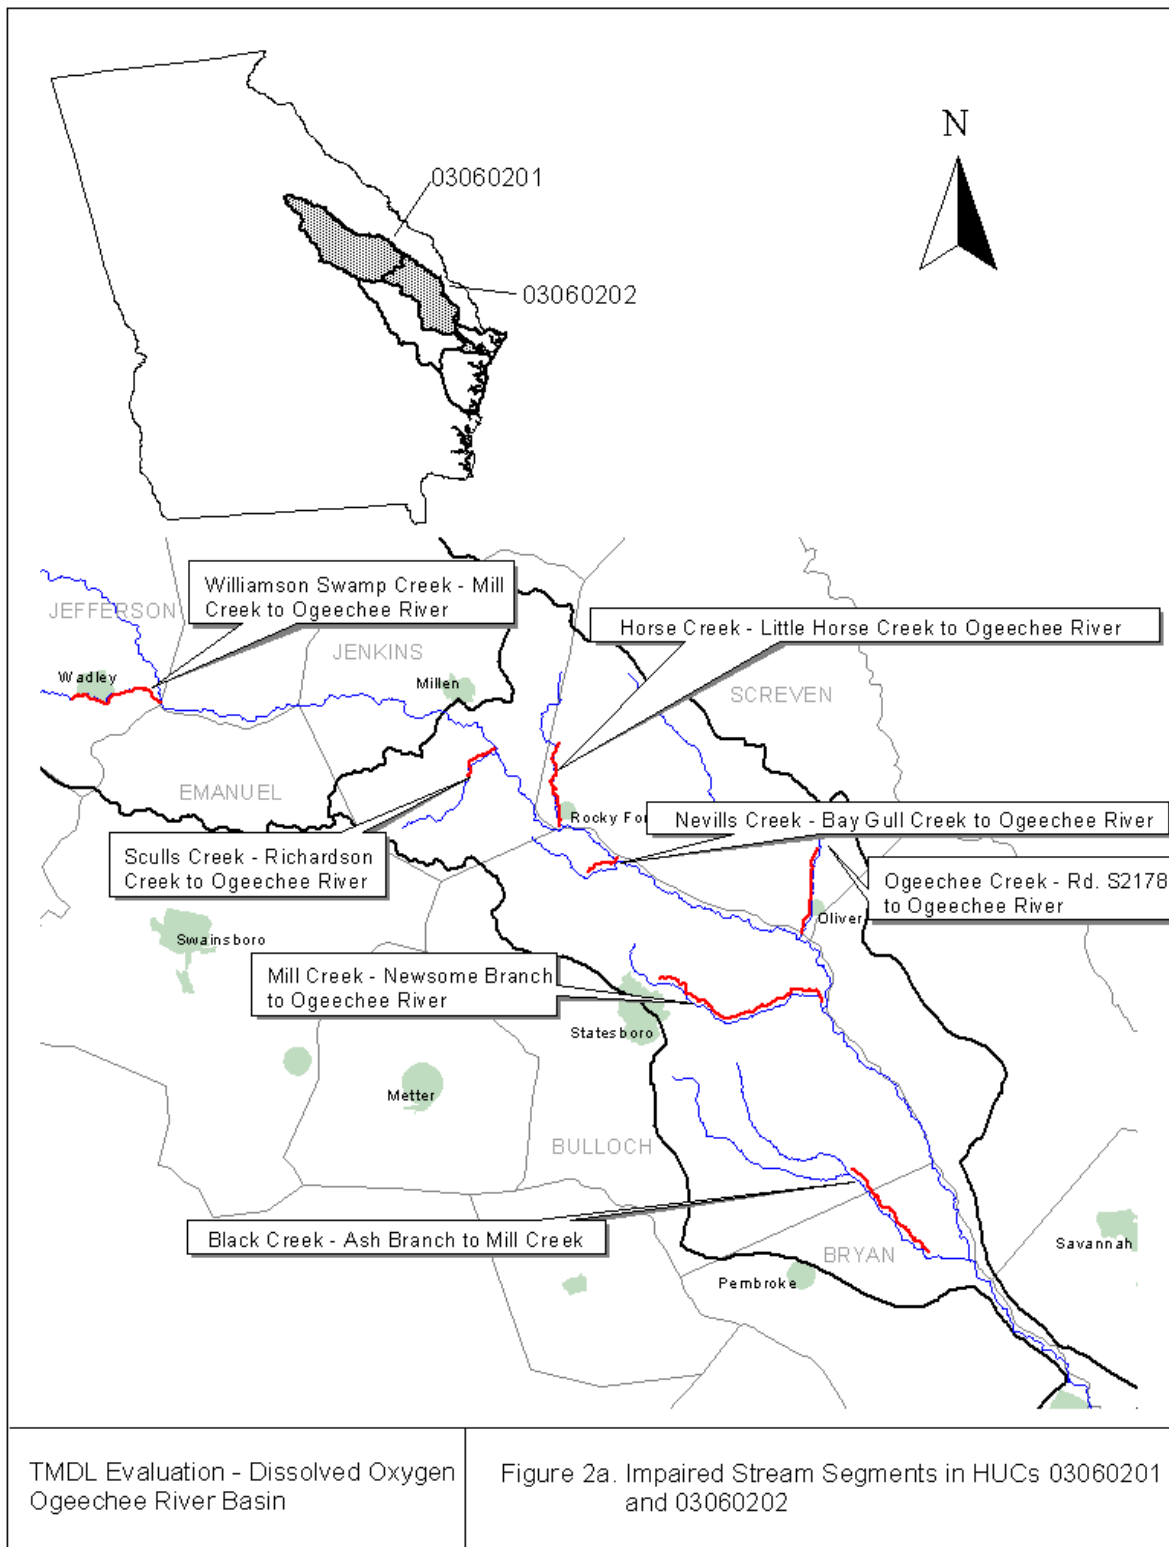 N
03060201
03060202
Williamson Swamp Creek - Mill
Creek to Ogeechee River
JEFFERSON
JENKINS
Horse Creek - Little Horse Creek to Ogeechee River
Wadley
Millen
SCREVEN
EMANUEL
Rocky For
Nevills Creek - Bay Gull Creek to Ogeechee River
Sculls Creek - Richardson
Creek to Ogeechee River
Ogeechee Creek - Rd. S2178
to Ogeechee River
Oliver
Swainsboro
Mill Creek - Newsome Branch
to Ogeechee River
Statesboro
Metter
BULLOCH
Black Creek - Ash Branch to Mill Creek
BRYAN
Savannah
Pembroke
TMDL Evaluation - Dissolved Oxygen
Ogeechee River Basin
Figure 2a. Impaired Stream Segments in HUCs 03060201
and 03060202